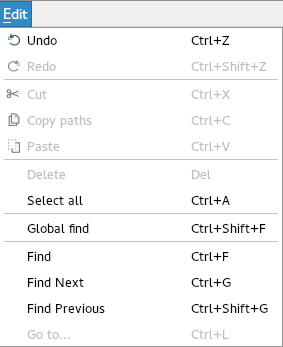 Edit
Undo Ctrl+Z
Redo Ctrl+Shift+Z
Cut Ctrl+X
Copy paths Ctrl+C
Paste Ctrl+V
Delete Del
Select all Ctrl+A
Global find Ctrl+Shift+F
Find Ctrl+F
Find Next Ctrl+G
Find Previous Ctrl+Shift+G
Go to... Ctrl+L